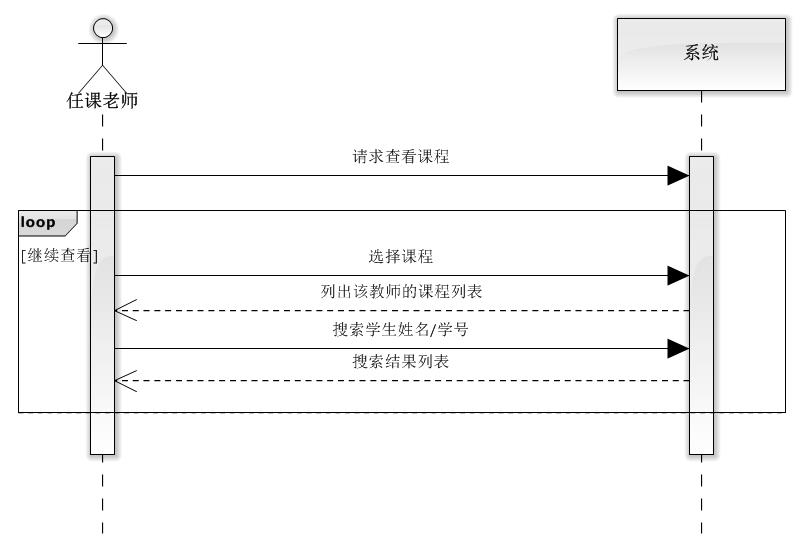 任课老师
系统
请求查看课程
loop
[继续查看]
选择课程
列出该教师的课程列表
搜索学生姓名/学号
搜索结果列表